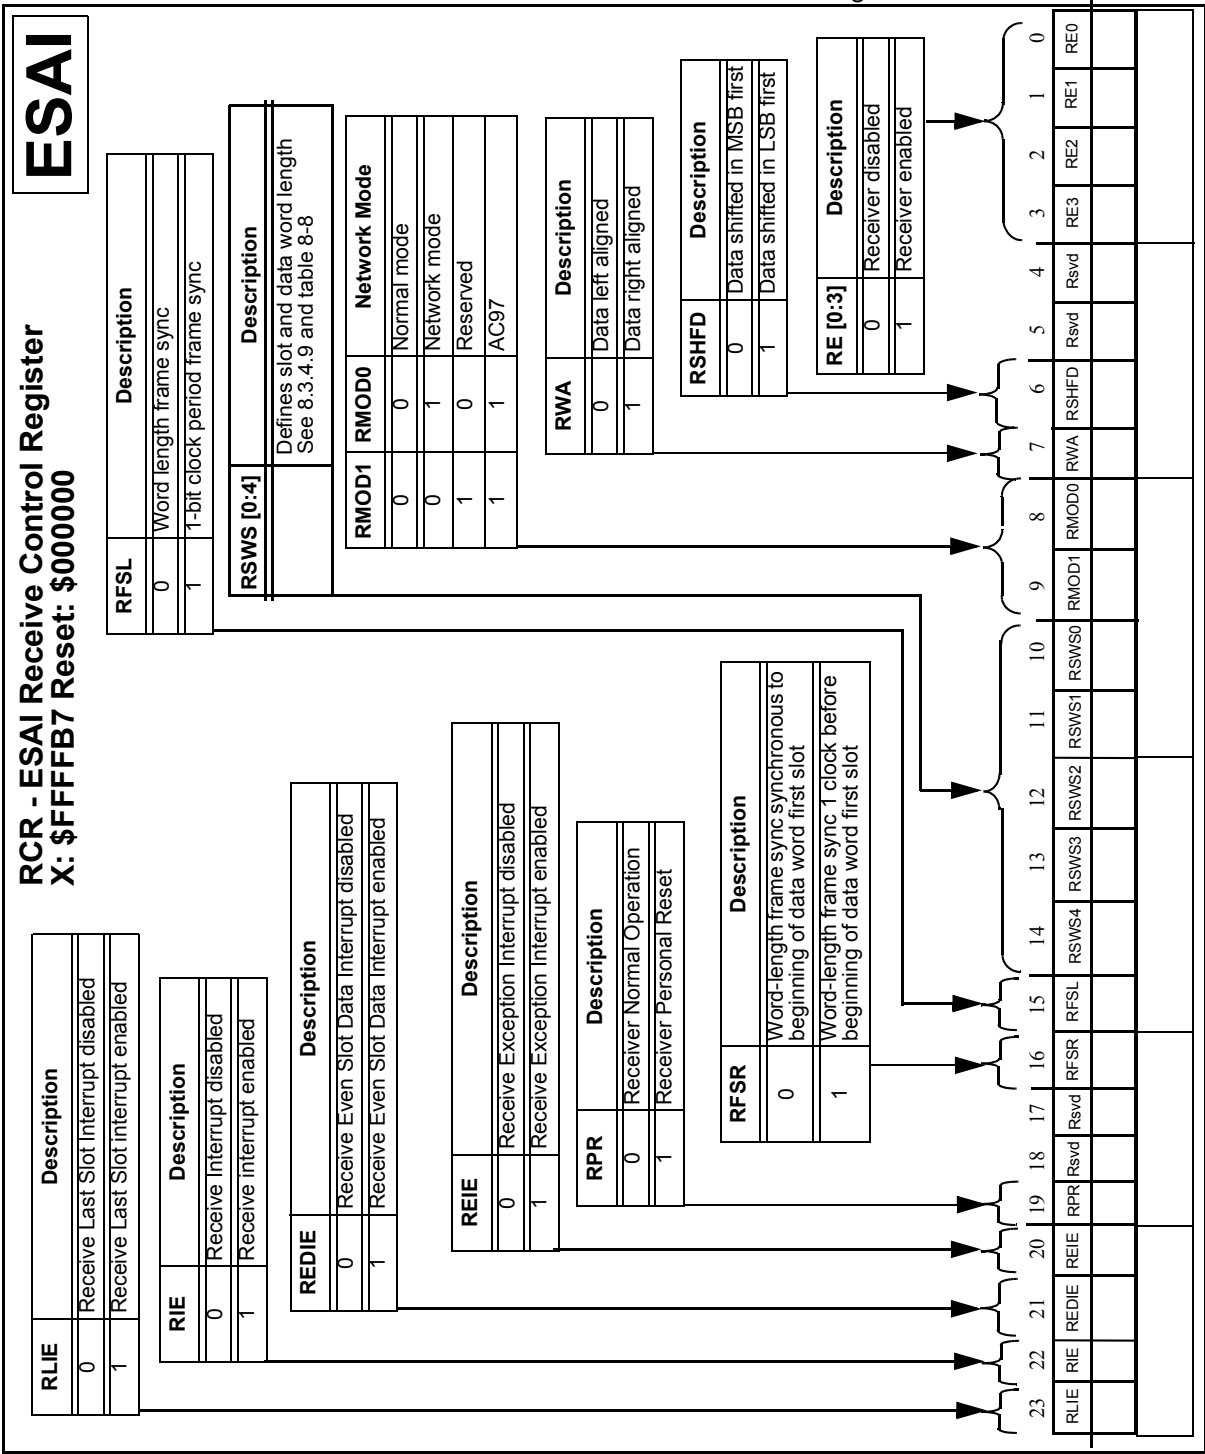 ESAI
RCR - ESAI Receive Control Register
X: $FFFFB7 Reset: $000000
RLIE Description
0 Receive Last Slot Interrupt disabled
1 Receive Last Slot interrupt enabled
RIE Description
0 Receive Interrupt disabled
1 Receive interrupt enabled
REDIE Description
0 Receive Even Slot Data Interrupt disabled
1 Receive Even Slot Data Interrupt enabled
REIE Description
0 Receive Exception Interrupt disabled
1 Receive Exception Interrupt enabled
RPR Description
0 Receiver Normal Operation
1 Receiver Personal Reset
RFSR Description
0 Word-length frame sync synchronous to
beginning of data word first slot
1 Word-length frame sync 1 clock before
beginning of data word first slot
RFSL Description
0 Word length frame sync
1 1-bit clock period frame sync
RSWS [0:4] Description
Defines slot and data word length
See 8.3.4.9 and table 8-8
RMOD1 RMOD0 Network Mode
0 0 Normal mode
0 1 Network mode
1 0 Reserved
1 1 AC97
RWA Description
0 Data left aligned
1 Data right aligned
RSHFD Description
0 Data shifted in MSB first
1 Data shifted in LSB first
RE [0:3] Description
0 Receiver disabled
1 Receiver enabled
23 22 21 20 19 18 17 16 15 14 13 12 11 10 9 8 7 6 5 4 3 2 1 0
RLIE RIE REDIE REIE RPR Rsvd Rsvd RFSR RFSL RSWS4 RSWS3 RSWS2 RSWS1 RSWS0 RMOD1 RMOD0 RWA RSHFD Rsvd Rsvd RE3 RE2 RE1 RE0